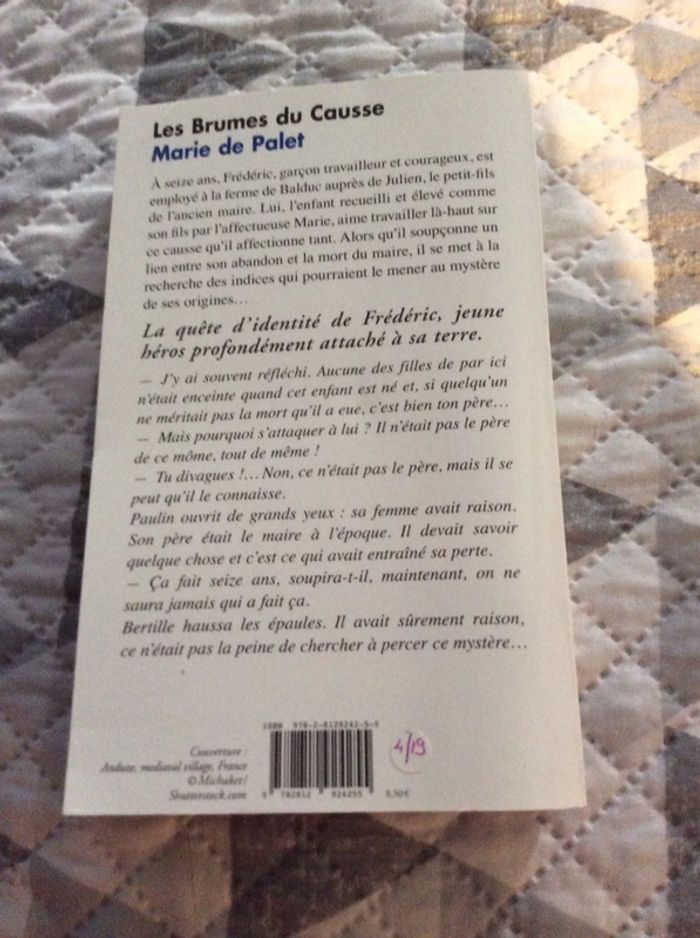 Les Brumes du Causse
Marie de Palet
À seize ans, Frédéric, garçon travailleur et courageux, est
employé à la ferme de Balduc auprès de Julien, le petit-fils
de l'ancien maire. Lui, l'enfant recueilli et élevé comme
son fils par l'affectueuse Marie, aime travailler là-haut sur
ce causse qu'il affectionne tant. Alors qu'il soupçonne un
lien entre son abandon et la mort du maire, il se met à la
recherche des indices qui pourraient le mener au mystère
de ses origines…
La quête d'identité de Frédéric, jeune
héros profondément attaché à sa terre.
— J'y ai souvent réfléchi. Aucune des filles de par ici
n'était enceinte quand cet enfant est né et, si quelqu'un
ne méritait pas la mort qu'il a eue, c'est bien ton père…
— Mais pourquoi s'attaquer à lui ? Il n'était pas le père
de ce môme, tout de même !
— Tu divagues !… Non, ce n'était pas le père, mais il se
peut qu'il le connaisse.
Paulin ouvrit de grands yeux : sa femme avait raison.
Son père était le maire à l'époque. Il devait savoir
quelque chose et c'est ce qui avait entraîné sa perte.
— Ça fait seize ans, soupira-t-il, maintenant, on ne
saura jamais qui a fait ça.
Bertille haussa les épaules. Il avait sûrement raison,
ce n'était pas la peine de chercher à percer ce mystère…
ISBN 978-2-8129242-5-5
4/19
Couverture :
Anduze, medieval village, France
© Michaket/
Shutterstock.com
9 782812 924255
8,50 €